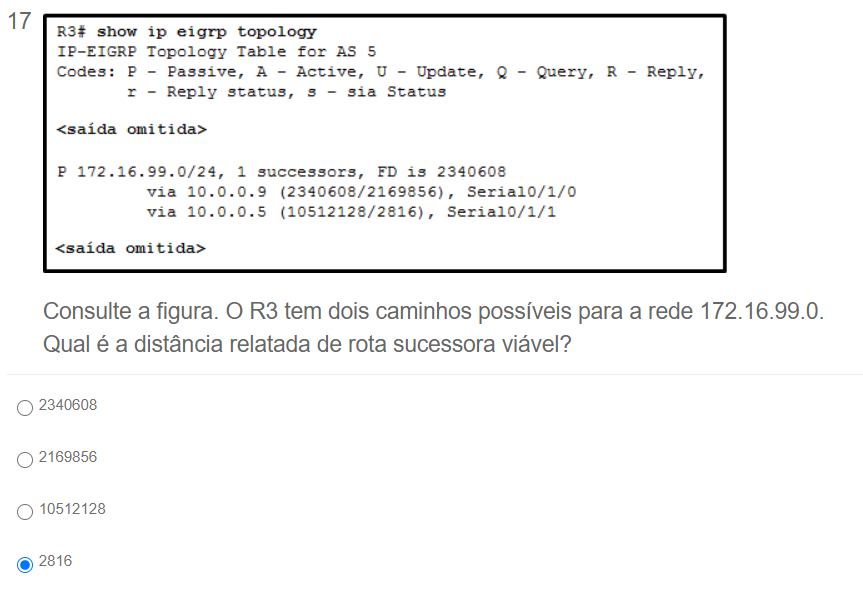 17
R3# show ip eigrp topology
IP-EIGRP Topology Table for AS 5
Codes: P - Passive, A - Active, U - Update, Q - Query, R - Reply,
r - Reply status, s - sia Status
<saída omitida>
P 172.16.99.0/24, 1 successors, FD is 2340608
via 10.0.0.9 (2340608/2169856), Serial0/1/0
via 10.0.0.5 (10512128/2816), Serial0/1/1
<saída omitida>
Consulte a figura. O R3 tem dois caminhos possíveis para a rede 172.16.99.0.
Qual é a distância relatada de rota sucessora viável?
2340608
2169856
10512128
2816